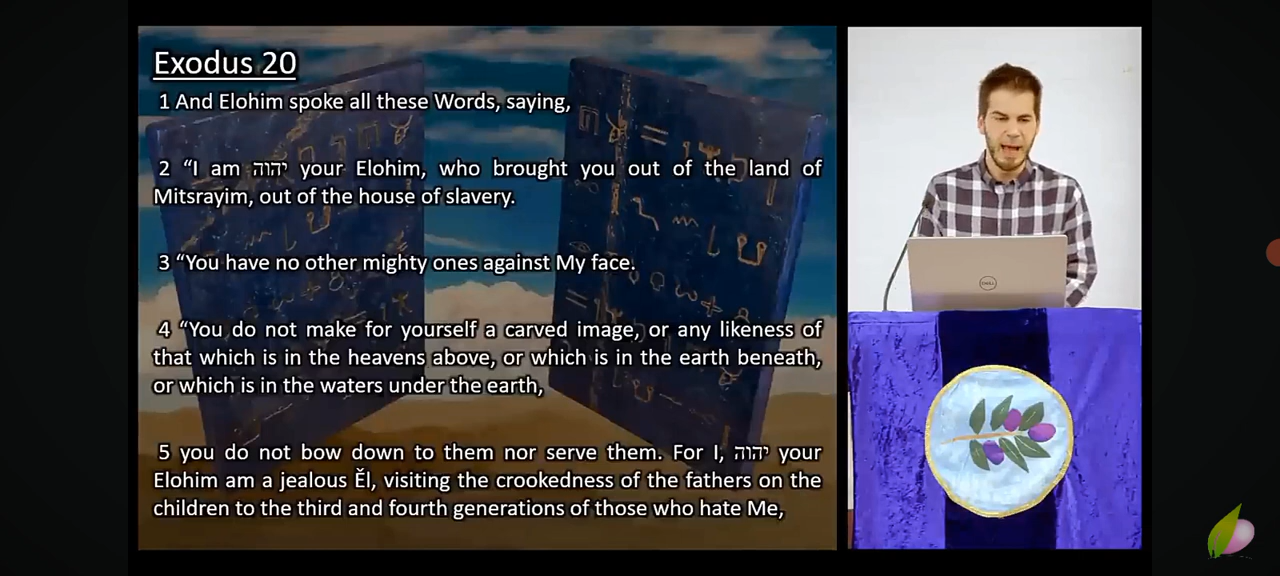 Exodus 20
1 And Elohim spoke all these Words, saying,
2 “I am יהוה your Elohim, who brought you out of the land of
Mitsrayim, out of the house of slavery.
3 “You have no other mighty ones against My face.
4 “You do not make for yourself a carved image, or any likeness of
that which is in the heavens above, or which is in the earth beneath,
or which is in the waters under the earth,
5 you do not bow down to them nor serve them. For I, יהוה your
Elohim am a jealous Ěl, visiting the crookedness of the fathers on the
children to the third and fourth generations of those who hate Me,
DELL